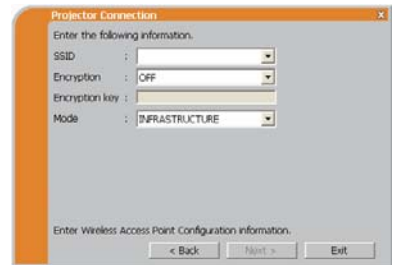 Projector Connection x
Enter the following information.
SSID :
Encryption : OFF
Encryption key :
Mode : INFRASTRUCTURE
Enter Wireless Access Point Configuration information.
< Back Next > Exit